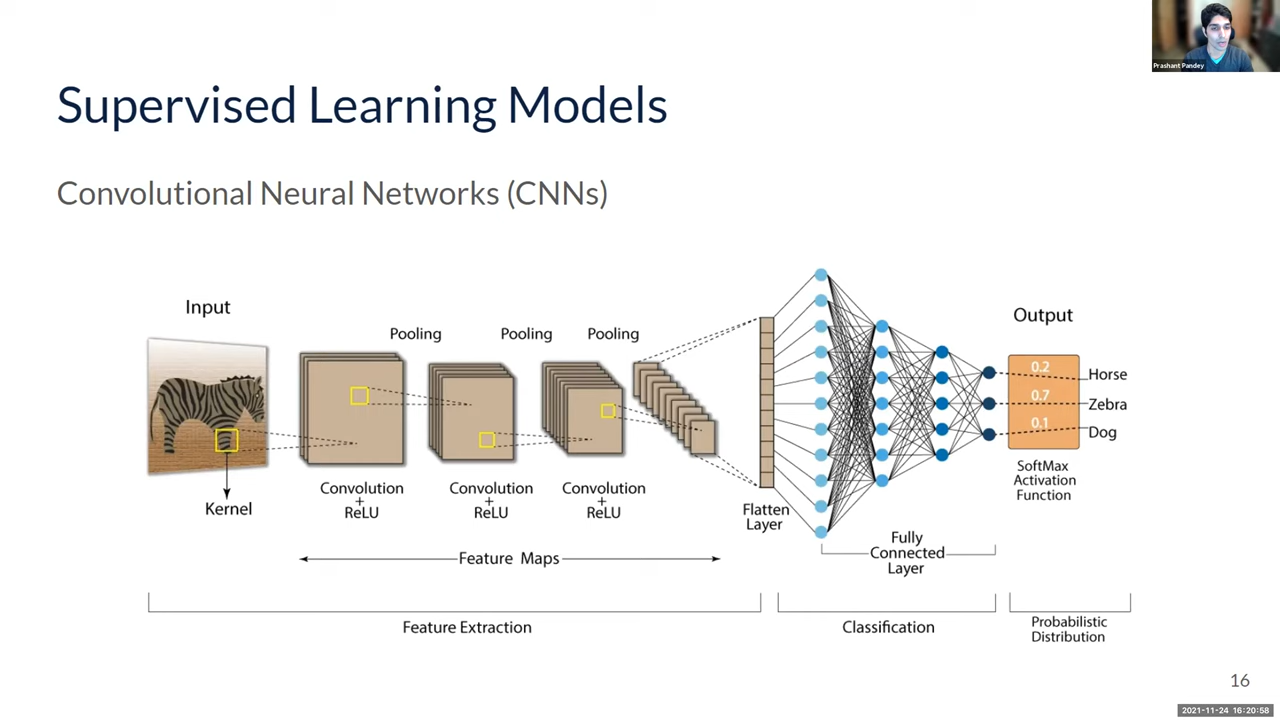 Prashant Pandey
Supervised Learning Models
Convolutional Neural Networks (CNNs)
Input
Pooling
Pooling
Pooling
Output
0.2
Horse
0.7
Zebra
0.1
Dog
Kernel
Convolution
+
ReLU
Convolution
+
ReLU
Convolution
+
ReLU
Flatten
Layer
SoftMax
Activation
Function
Feature Maps
Fully
Connected
Layer
Feature Extraction
Classification
Probabilistic
Distribution
16
2021-11-24 16:20:58